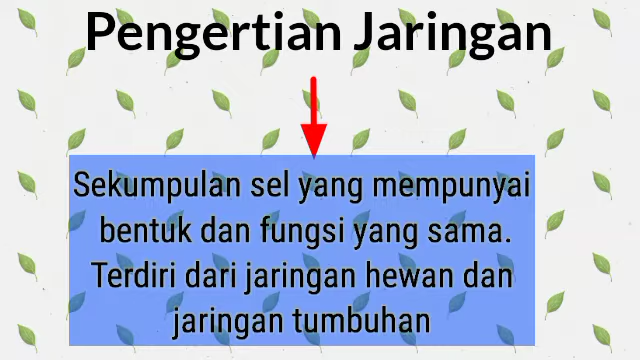 Pengertian Jaringan
Sekumpulan sel yang mempunyai
bentuk dan fungsi yang sama.
Terdiri dari jaringan hewan dan
jaringan tumbuhan